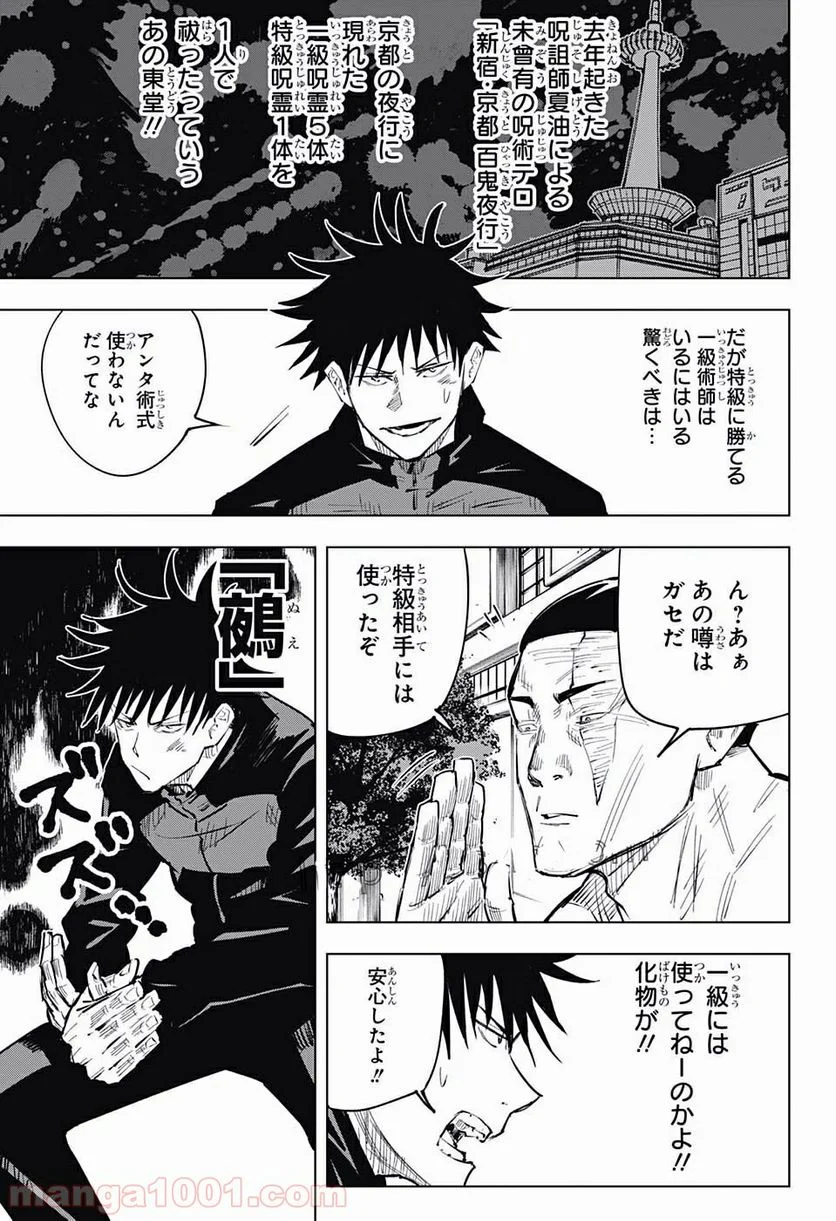 去年起きた
呪詛師夏油による
未曾有の呪術テロ
「新宿・京都 百鬼夜行」
京都の夜行に
現れた
一級呪霊5体
特級呪霊1体を
1人で
祓ったっていう
あの東堂!!
だが特級に勝てる
一級術師は
いるにはいる
驚くべきは…
アンタ術式
使わないん
だってな
ん?あぁ
あの噂は
ガセだ
特級相手には
使ったぞ
一級には
使ってねーのかよ!!
化物が!!
安心したよ!!
『鵺』
ズズズ
manga1001.com